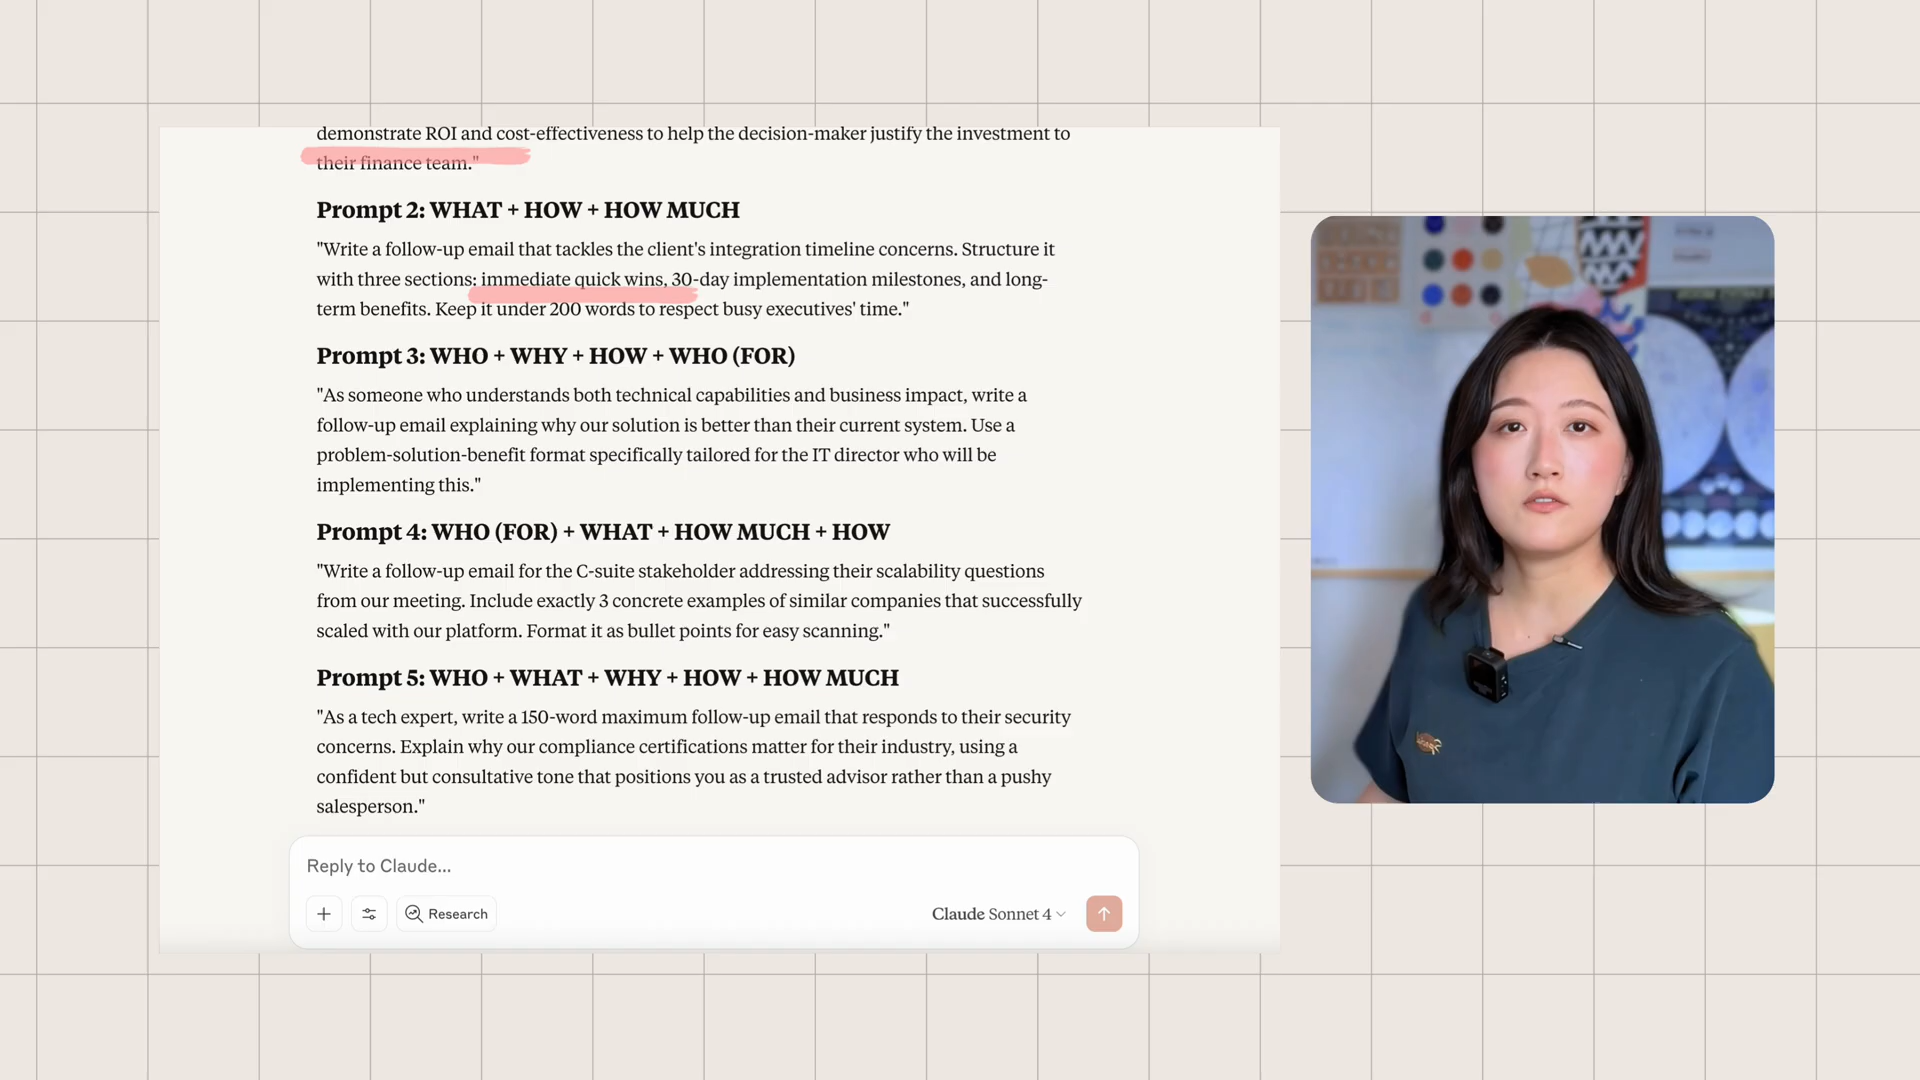 demonstrate ROI and cost-effectiveness to help the decision-maker justify the investment to
their finance team."
Prompt 2: WHAT + HOW + HOW MUCH
"Write a follow-up email that tackles the client's integration timeline concerns. Structure it
with three sections: immediate quick wins, 30-day implementation milestones, and long-
term benefits. Keep it under 200 words to respect busy executives' time."
Prompt 3: WHO + WHY + HOW + WHO (FOR)
"As someone who understands both technical capabilities and business impact, write a
follow-up email explaining why our solution is better than their current system. Use a
problem-solution-benefit format specifically tailored for the IT director who will be
implementing this."
Prompt 4: WHO (FOR) + WHAT + HOW MUCH + HOW
"Write a follow-up email for the C-suite stakeholder addressing their scalability questions
from our meeting. Include exactly 3 concrete examples of similar companies that successfully
scaled with our platform. Format it as bullet points for easy scanning."
Prompt 5: WHO + WHAT + WHY + HOW + HOW MUCH
"As a tech expert, write a 150-word maximum follow-up email that responds to their security
concerns. Explain why our compliance certifications matter for their industry, using a
confident but consultative tone that positions you as a trusted advisor rather than a pushy
salesperson."
Reply to Claude...
Research
Claude Sonnet 4